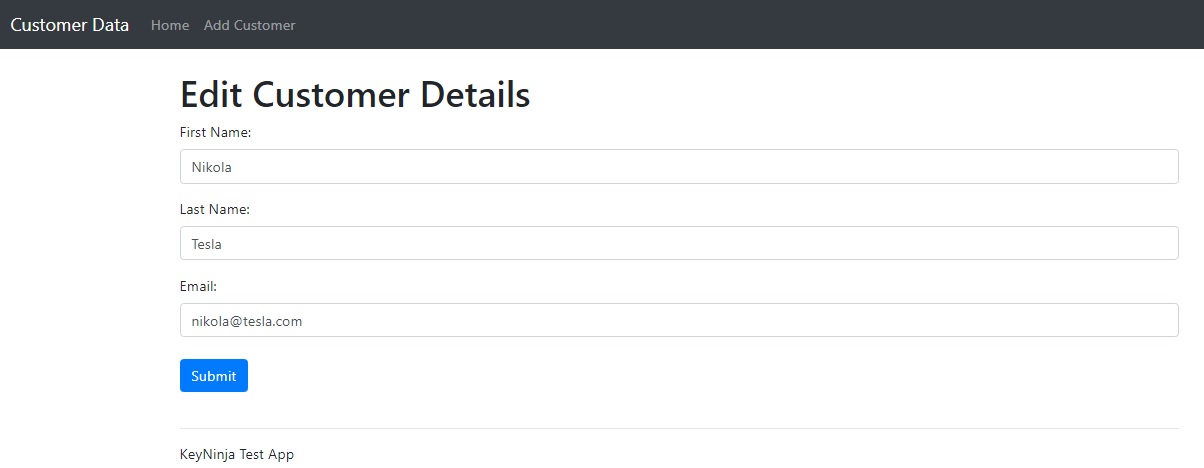 Customer Data Home Add Customer
Edit Customer Details
First Name:
Nikola
Last Name:
Tesla
Email:
nikola@tesla.com
Submit
KeyNinja Test App